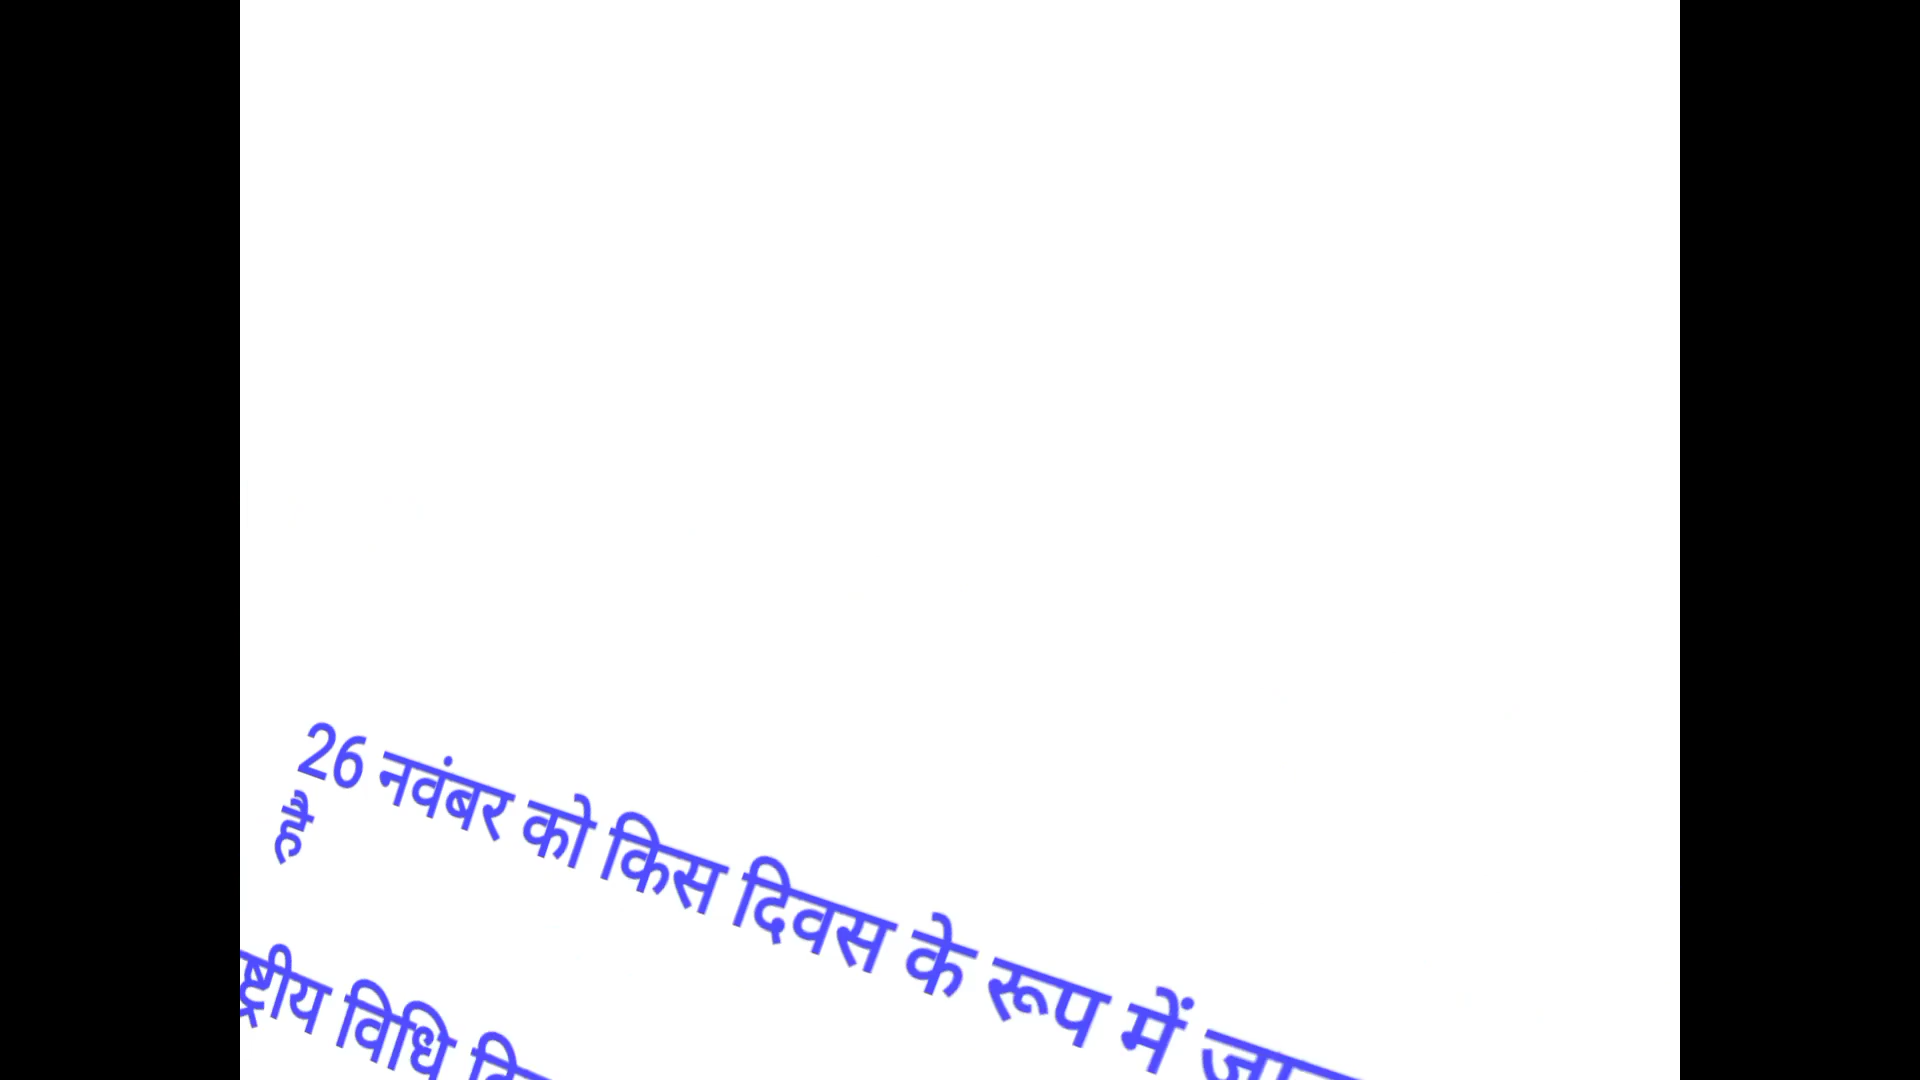 26 नवंबर को किस दिवस के रूप में
है
विधि